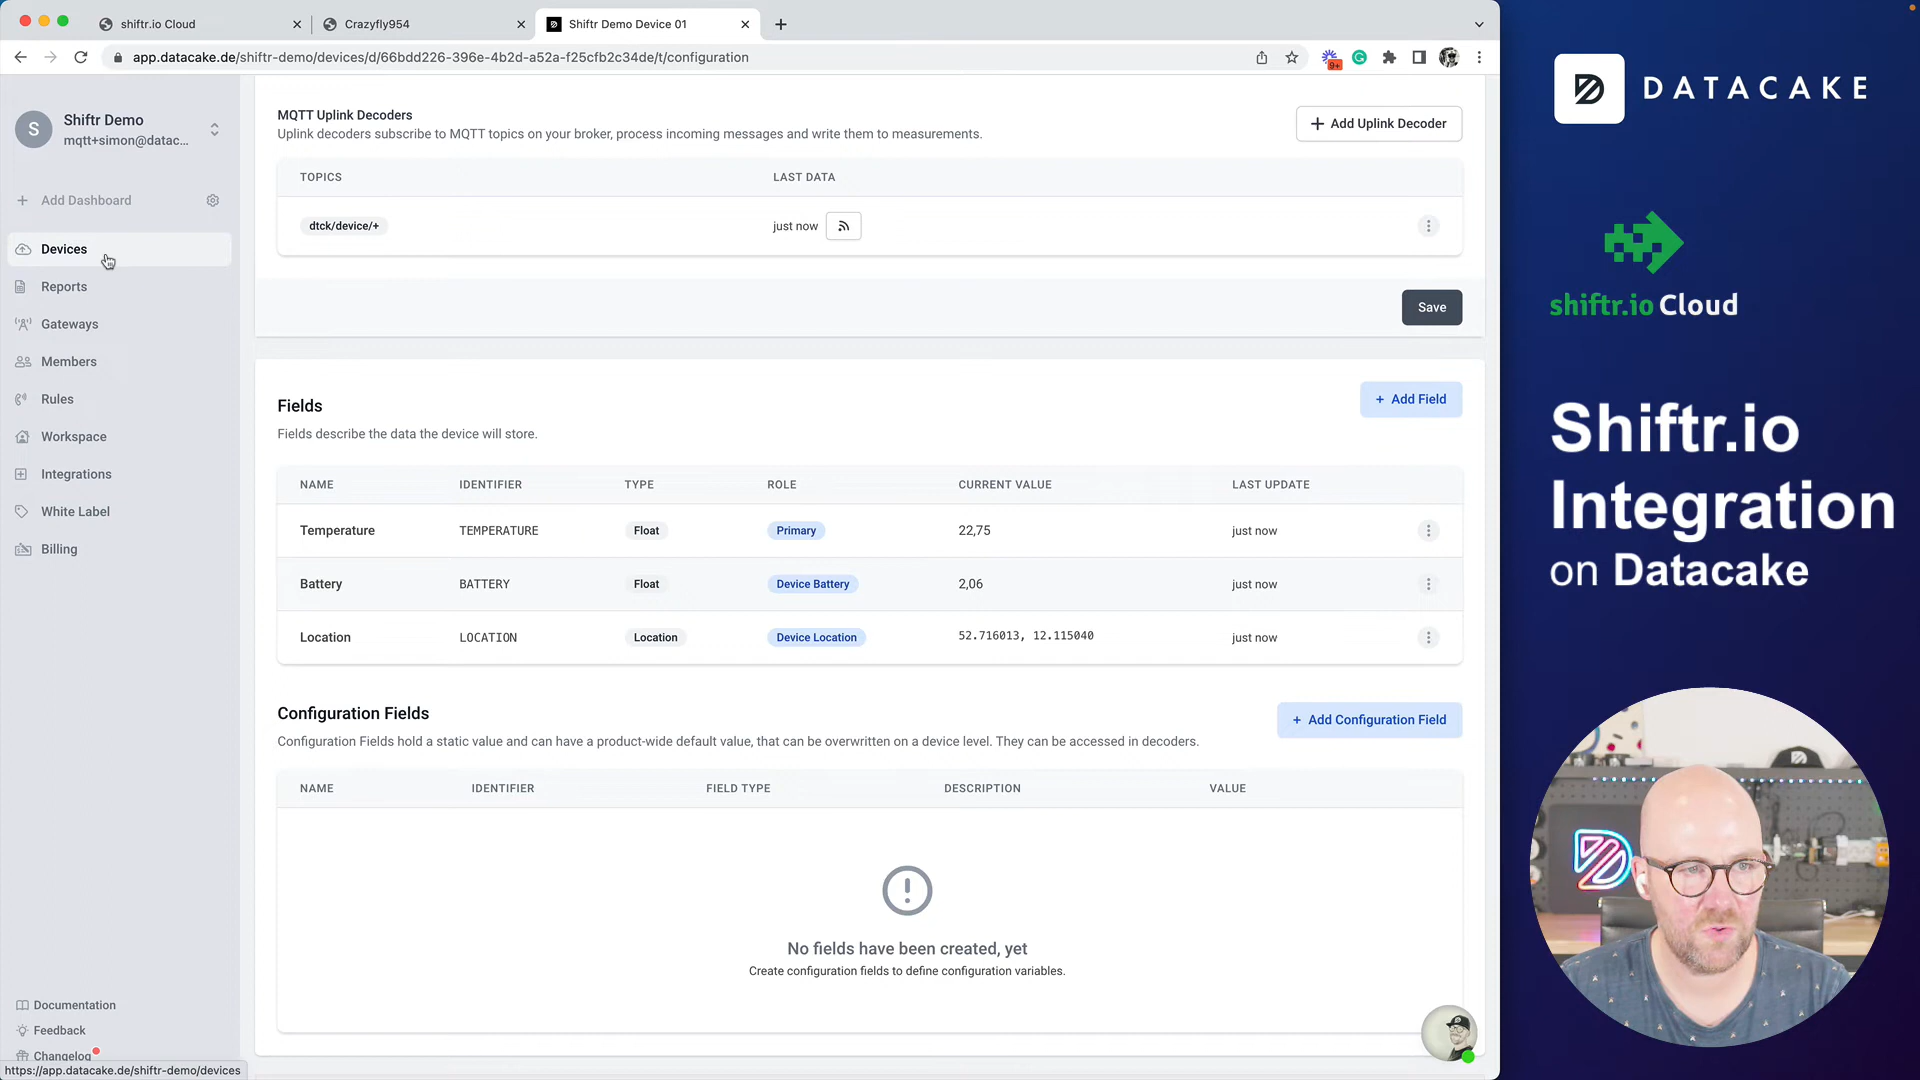 shiftr.io Cloud
Crazyfly954
Shiftr Demo Device 01
app.datacake.de/shiftr-demo/devices/d/66bdd226-396e-4b2d-a52a-f25cfb2c34de/t/configuration
9+
S
Shiftr Demo
mqtt+simon@datac...
Add Dashboard
Devices
Reports
Gateways
Members
Rules
Workspace
Integrations
White Label
Billing
Documentation
Feedback
Changelog
https://app.datacake.de/shiftr-demo/devices
MQTT Uplink Decoders
Uplink decoders subscribe to MQTT topics on your broker, process incoming messages and write them to measurements.
+ Add Uplink Decoder
TOPICS LAST DATA
dtck/device/+ just now
Save
Fields
+ Add Field
Fields describe the data the device will store.
NAME IDENTIFIER TYPE ROLE CURRENT VALUE LAST UPDATE
Temperature TEMPERATURE Float Primary 22,75 just now
Battery BATTERY Float Device Battery 2,06 just now
Location LOCATION Location Device Location 52.716013, 12.115040 just now
Configuration Fields
+ Add Configuration Field
Configuration Fields hold a static value and can have a product-wide default value, that can be overwritten on a device level. They can be accessed in decoders.
NAME IDENTIFIER FIELD TYPE DESCRIPTION VALUE
No fields have been created, yet
Create configuration fields to define configuration variables.
DATACAKE
shiftr.io Cloud
Shiftr.io
Integration
on Datacake